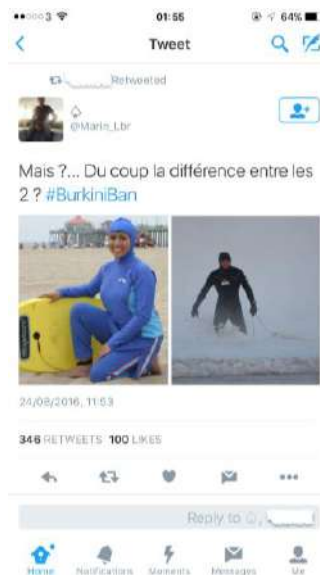 3 01:55 64%
Tweet
Retweeted
@Marin_Lbr
Mais ?... Du coup la différence entre les
2 ? #BurkiniBan
24/08/2016, 11:53
346 RETWEETS 100 LIKES
Reply to
Home Notifications Moments Messages Me